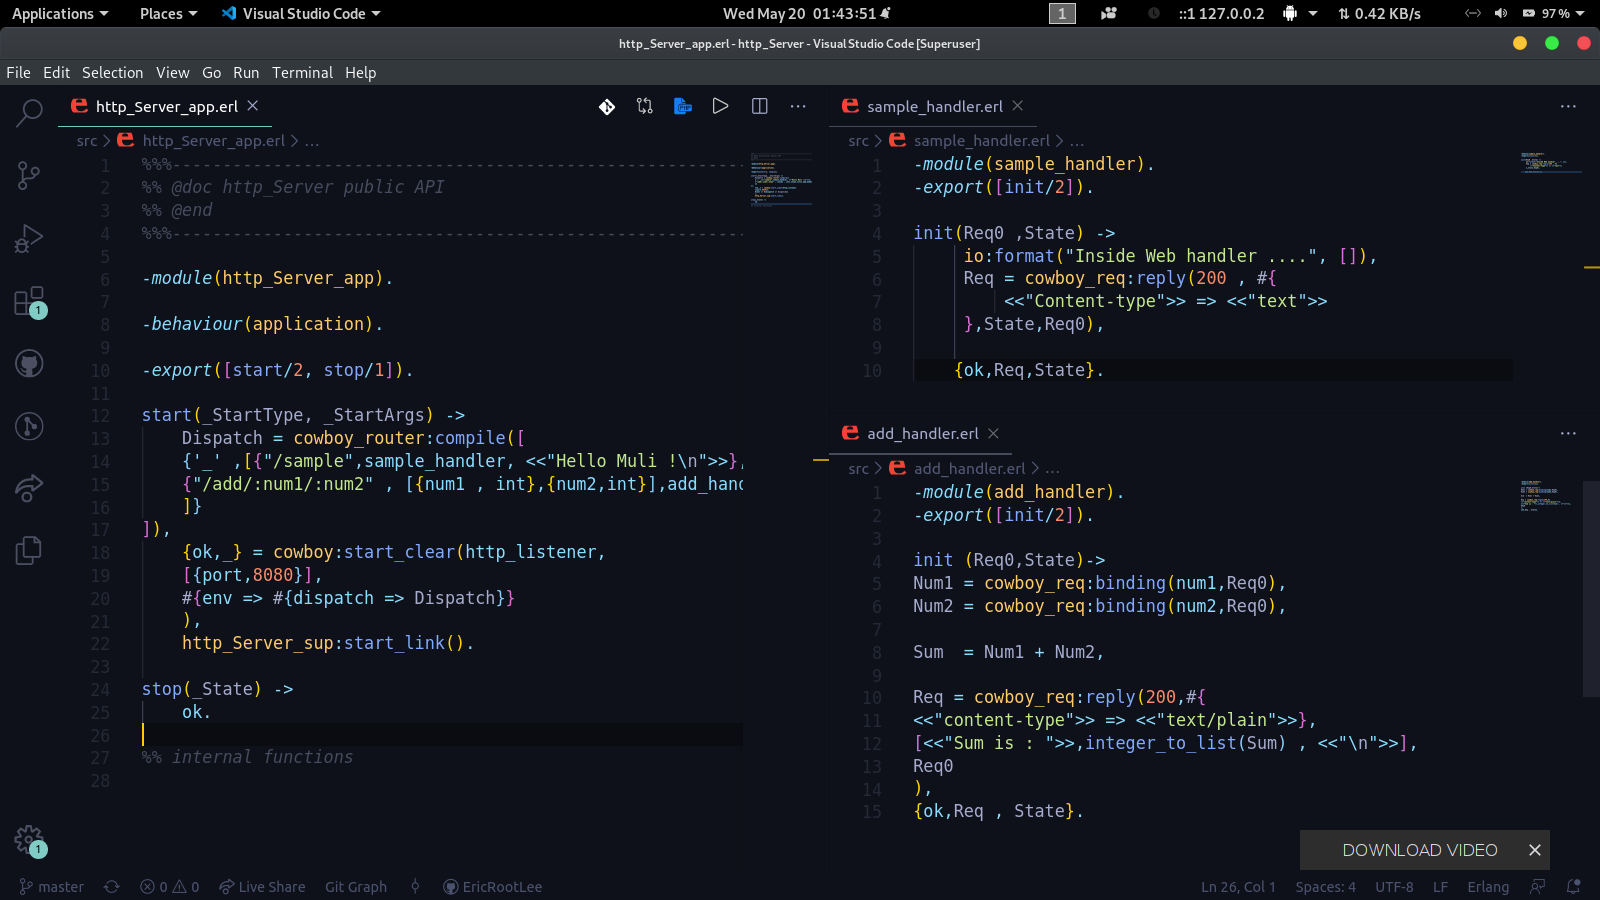 Applications Places Visual Studio Code Wed May 20 01:43:51 1 ::1 127.0.0.2 0.42 KB/s 97 %
http_Server_app.erl - http_Server - Visual Studio Code [Superuser]
File Edit Selection View Go Run Terminal Help
http_Server_app.erl
src > http_Server_app.erl > ...
1 %%%---------------------------------------------------------
2 %% @doc http_Server public API
3 %% @end
4 %%%---------------------------------------------------------
5
6 -module(http_Server_app).
7
8 -behaviour(application).
9
10 -export([start/2, stop/1]).
11
12 start(_StartType, _StartArgs) ->
13     Dispatch = cowboy_router:compile([
14     {'_' ,[{"/sample",sample_handler, <<"Hello Muli !\n">>},
15     {"/add/:num1/:num2" , [{num1 , int},{num2,int}],add_hand
16     ]}
17 ]),
18     {ok,_} = cowboy:start_clear(http_listener,
19     [{port,8080}],
20     #{env => #{dispatch => Dispatch}}
21     ),
22     http_Server_sup:start_link().
23
24 stop(_State) ->
25     ok.
26
27 %% internal functions
28
sample_handler.erl
src > sample_handler.erl > ...
1 -module(sample_handler).
2 -export([init/2]).
3
4 init(Req0 ,State) ->
5      io:format("Inside Web handler ....", []),
6      Req = cowboy_req:reply(200 , #{
7          <<"Content-type">> => <<"text">>
8      },State,Req0),
9
10     {ok,Req,State}.
add_handler.erl
src > add_handler.erl > ...
1 -module(add_handler).
2 -export([init/2]).
3
4 init (Req0,State)->
5 Num1 = cowboy_req:binding(num1,Req0),
6 Num2 = cowboy_req:binding(num2,Req0),
7
8 Sum  = Num1 + Num2,
9
10 Req = cowboy_req:reply(200,#{
11 <<"content-type">> => <<"text/plain">>},
12 [<<"Sum is : ">>,integer_to_list(Sum) , <<"\n">>],
13 Req0
14 ),
15 {ok,Req , State}.
1
1
DOWNLOAD VIDEO
master 0 0 Live Share Git Graph EricRootLee Ln 26, Col 1 Spaces: 4 UTF-8 LF Erlang